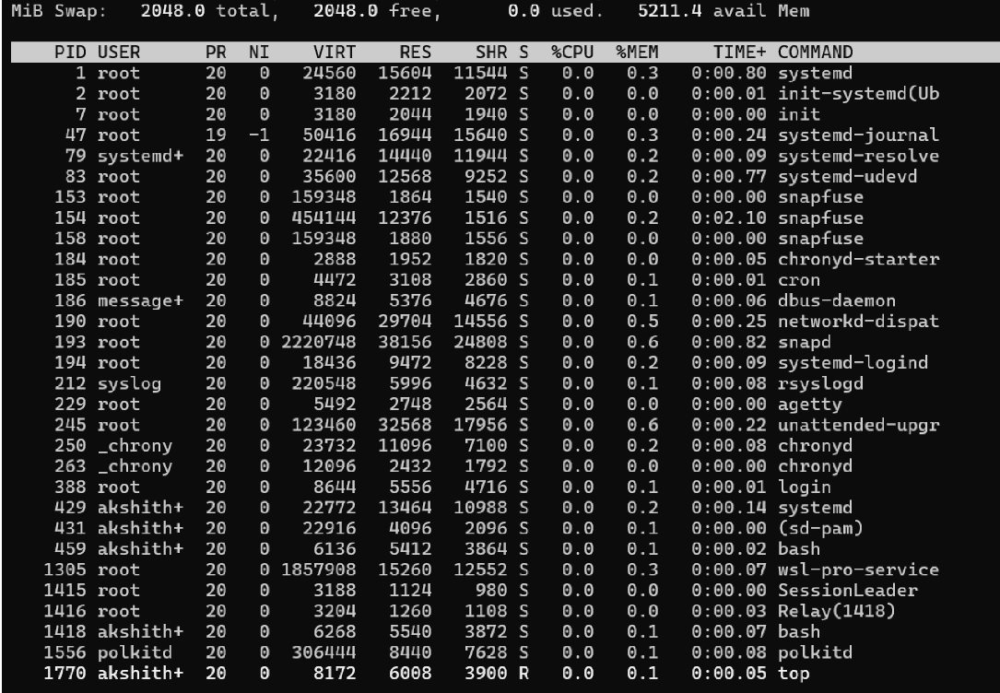 MiB Swap:   2048.0 total,   2048.0 free,      0.0 used.   5211.4 avail Mem
    PID USER      PR  NI    VIRT    RES    SHR S  %CPU  %MEM     TIME+ COMMAND
      1 root      20   0   24560  15604  11544 S   0.0   0.3   0:00.80 systemd
      2 root      20   0    3180   2212   2072 S   0.0   0.0   0:00.01 init-systemd(Ub
      7 root      20   0    3180   2044   1940 S   0.0   0.0   0:00.00 init
     47 root      19  -1   50416  16944  15640 S   0.0   0.3   0:00.24 systemd-journal
     79 systemd+  20   0   22416  14440  11944 S   0.0   0.2   0:00.09 systemd-resolve
     83 root      20   0   35600  12568   9252 S   0.0   0.2   0:00.77 systemd-udevd
    153 root      20   0  159348   1864   1540 S   0.0   0.0   0:00.00 snapfuse
    154 root      20   0  454144  12376   1516 S   0.0   0.2   0:02.10 snapfuse
    158 root      20   0  159348   1880   1556 S   0.0   0.0   0:00.00 snapfuse
    184 root      20   0    2888   1952   1820 S   0.0   0.0   0:00.05 chronyd-starter
    185 root      20   0    4472   3108   2860 S   0.0   0.1   0:00.01 cron
    186 message+  20   0    8824   5376   4676 S   0.0   0.1   0:00.06 dbus-daemon
    190 root      20   0   44096  29704  14556 S   0.0   0.5   0:00.25 networkd-dispat
    193 root      20   0 2220748  38156  24808 S   0.0   0.6   0:00.82 snapd
    194 root      20   0   18436   9472   8228 S   0.0   0.2   0:00.09 systemd-logind
    212 syslog    20   0  220548   5996   4632 S   0.0   0.1   0:00.08 rsyslogd
    229 root      20   0    5492   2748   2564 S   0.0   0.0   0:00.00 agetty
    245 root      20   0  123460  32568  17956 S   0.0   0.6   0:00.22 unattended-upgr
    250 _chrony   20   0   23732  11096   7100 S   0.0   0.2   0:00.08 chronyd
    263 _chrony   20   0   12096   2432   1792 S   0.0   0.0   0:00.00 chronyd
    388 root      20   0    8644   5556   4716 S   0.0   0.1   0:00.01 login
    429 akshith+  20   0   22772  13464  10988 S   0.0   0.2   0:00.14 systemd
    431 akshith+  20   0   22916   4096   2096 S   0.0   0.1   0:00.00 (sd-pam)
    459 akshith+  20   0    6136   5412   3864 S   0.0   0.1   0:00.02 bash
   1305 root      20   0 1857908  15260  12552 S   0.0   0.3   0:00.07 wsl-pro-service
   1415 root      20   0    3188   1124    980 S   0.0   0.0   0:00.00 SessionLeader
   1416 root      20   0    3204   1260   1108 S   0.0   0.0   0:00.03 Relay(1418)
   1418 akshith+  20   0    6268   5540   3872 S   0.0   0.1   0:00.07 bash
   1556 polkitd   20   0  306444   8440   7628 S   0.0   0.1   0:00.08 polkitd
   1770 akshith+  20   0    8172   6008   3900 R   0.0   0.1   0:00.05 top